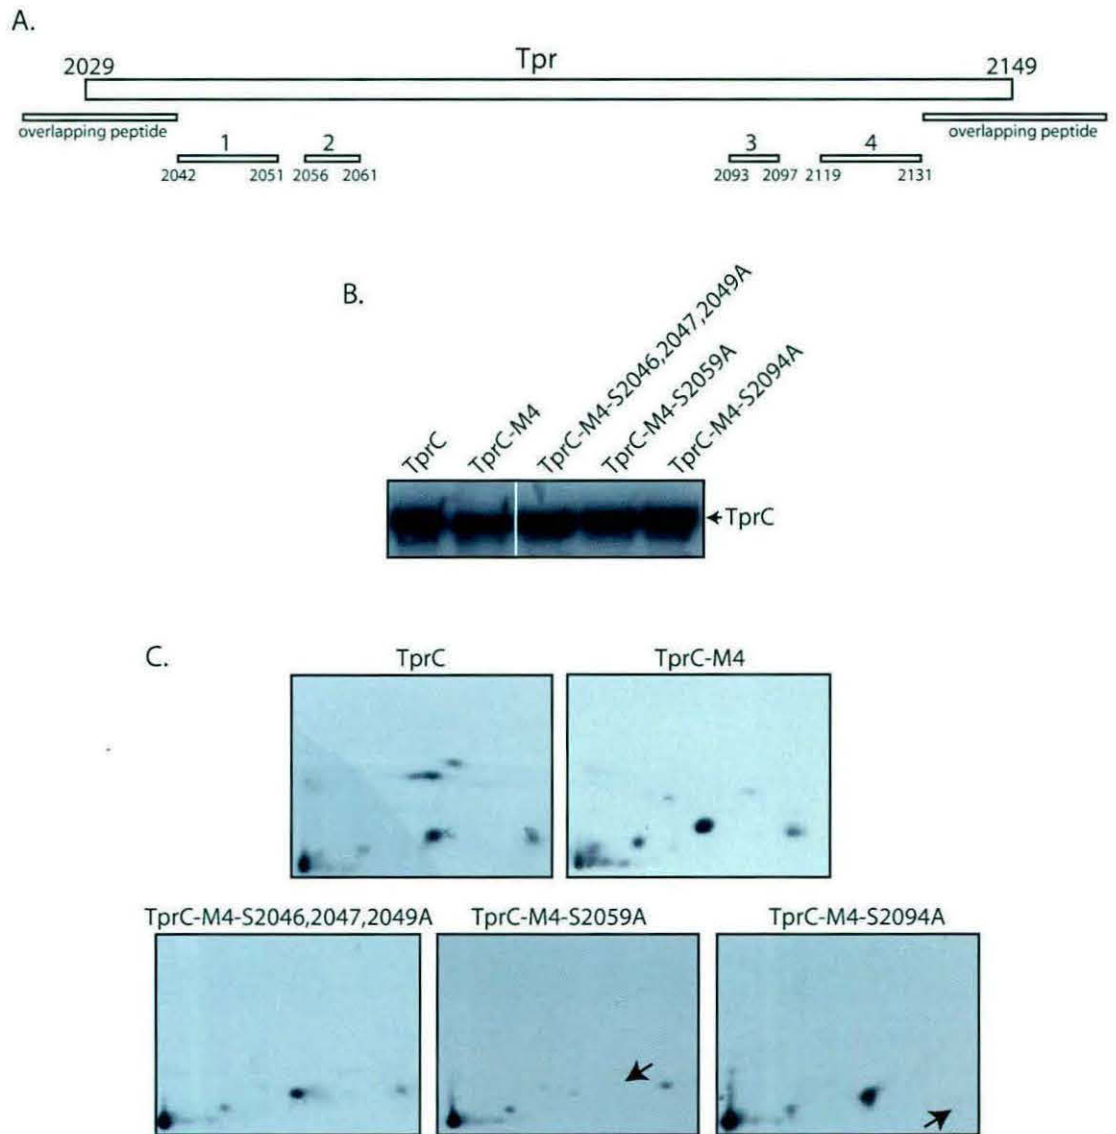 A.
Tpr
2029 2149
overlapping peptide overlapping peptide
1 2 3 4
2042 2051 2056 2061 2093 2097 2119 2131
B.
TprC TprC-M4 TprC-M4-S2046,2047,2049A TprC-M4-S2059A TprC-M4-S2094A
TprC
C.
TprC TprC-M4
TprC-M4-S2046,2047,2049A TprC-M4-S2059A TprC-M4-S2094A